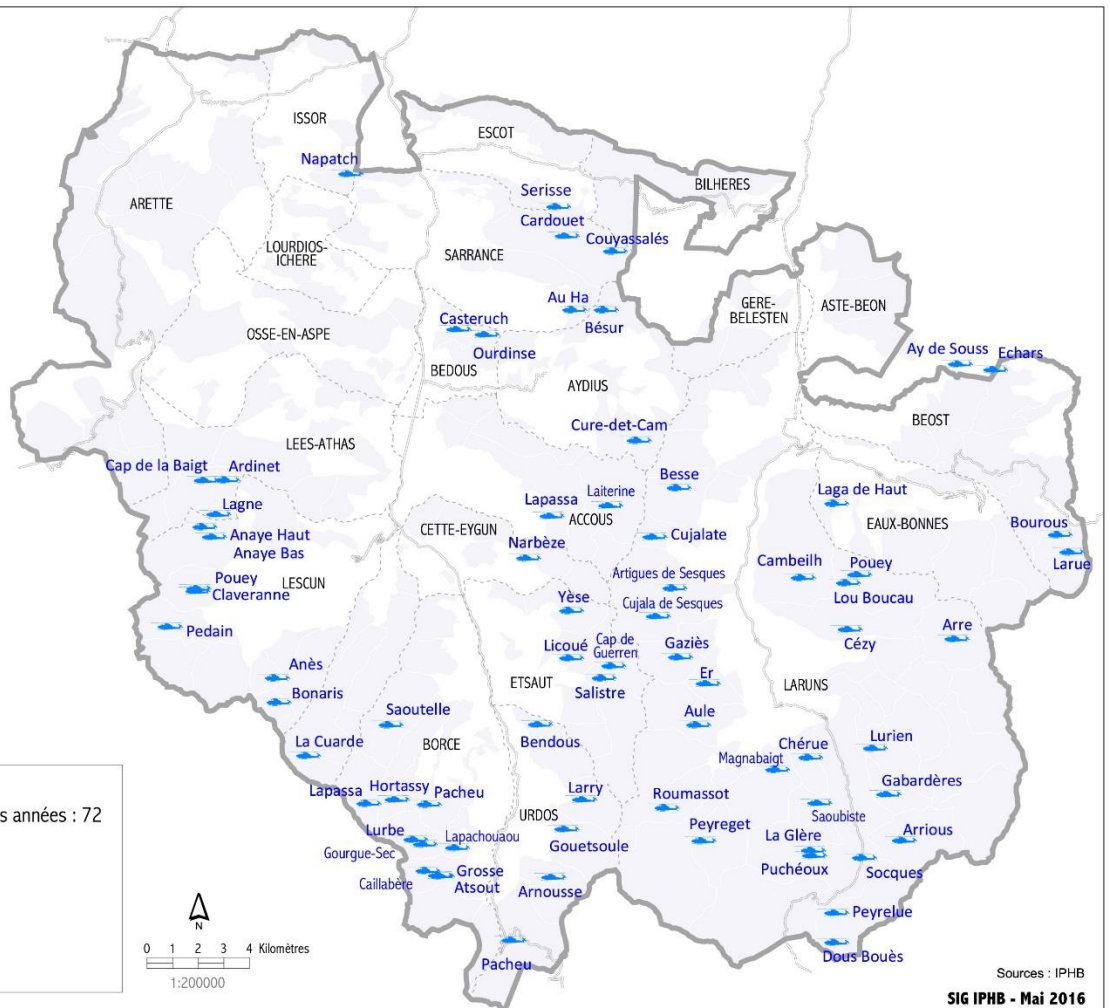 ISSOR
ESCOT
Napatch
BILHERES
Serisse
ARETTE
Cardouet
Couyassalés
LOURDIOS-
ICHERE
SARRANCE
Au Ha
Bésur
GERE-
BELESTEN
ASTE-BEON
Casteruch
OSSE-EN-ASPE
Ourdinse
Ay de Souss
Echars
BEDOUS
AYDIUS
BEOST
Cure-det-Cam
LEES-ATHAS
Cap de la Baigt
Ardinet
Besse
Laiterine
Laga de Haut
Lapassa
Lagne
ACCOUS
EAUX-BONNES
Bourous
CETTE-EYGUN
Anaye Haut
Cujalate
Anaye Bas
Narbèze
Larue
Cambeilh
Pouey
Artigues de Sesques
Pouey
LESCUN
Claveranne
Lou Boucau
Yèse
Cujala de Sesques
Pedain
Arre
Cézy
Licoué
Cap de
Guerren
Gaziès
Anès
Er
LARUNS
ETSAUT
Salistre
Bonaris
Saoutelle
Aule
Bendous
Lurien
La Cuarde
BORCE
Chérue
Magnabaigt
Gabardères
Lapassa
Hortassy
Pacheu
Larry
Roumassot
s années : 72
URDOS
Saoubiste
Lurbe
Lapachouaou
Peyreget
La Glère
Arrious
Gourgue-Sec
Gouetsoule
Puchéoux
Grosse
Socques
Caillabère
Atsout
Arnousse
Peyrelue
N
Dous Bouès
0 1 2 3 4 Kilomètres
Pacheu
1:200000
Sources : IPHB
SIG IPHB - Mai 2016